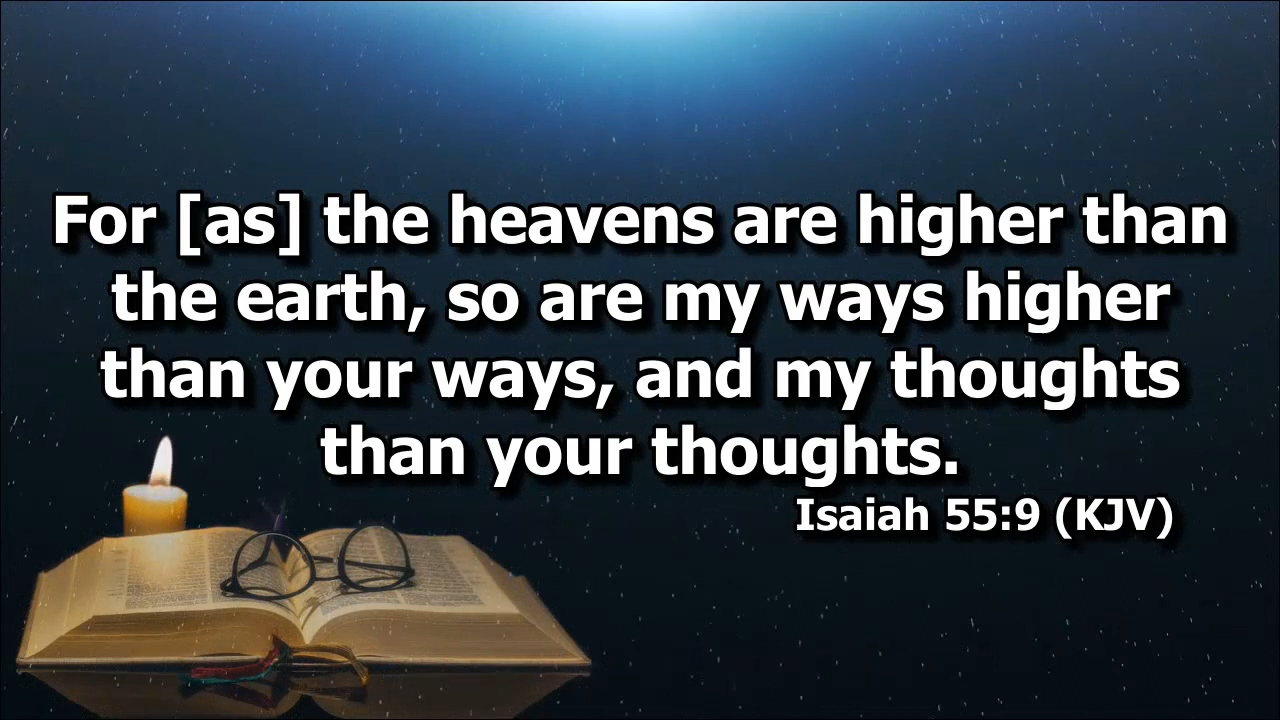 For [as] the heavens are higher than
the earth, so are my ways higher
than your ways, and my thoughts
than your thoughts.
Isaiah 55:9 (KJV)